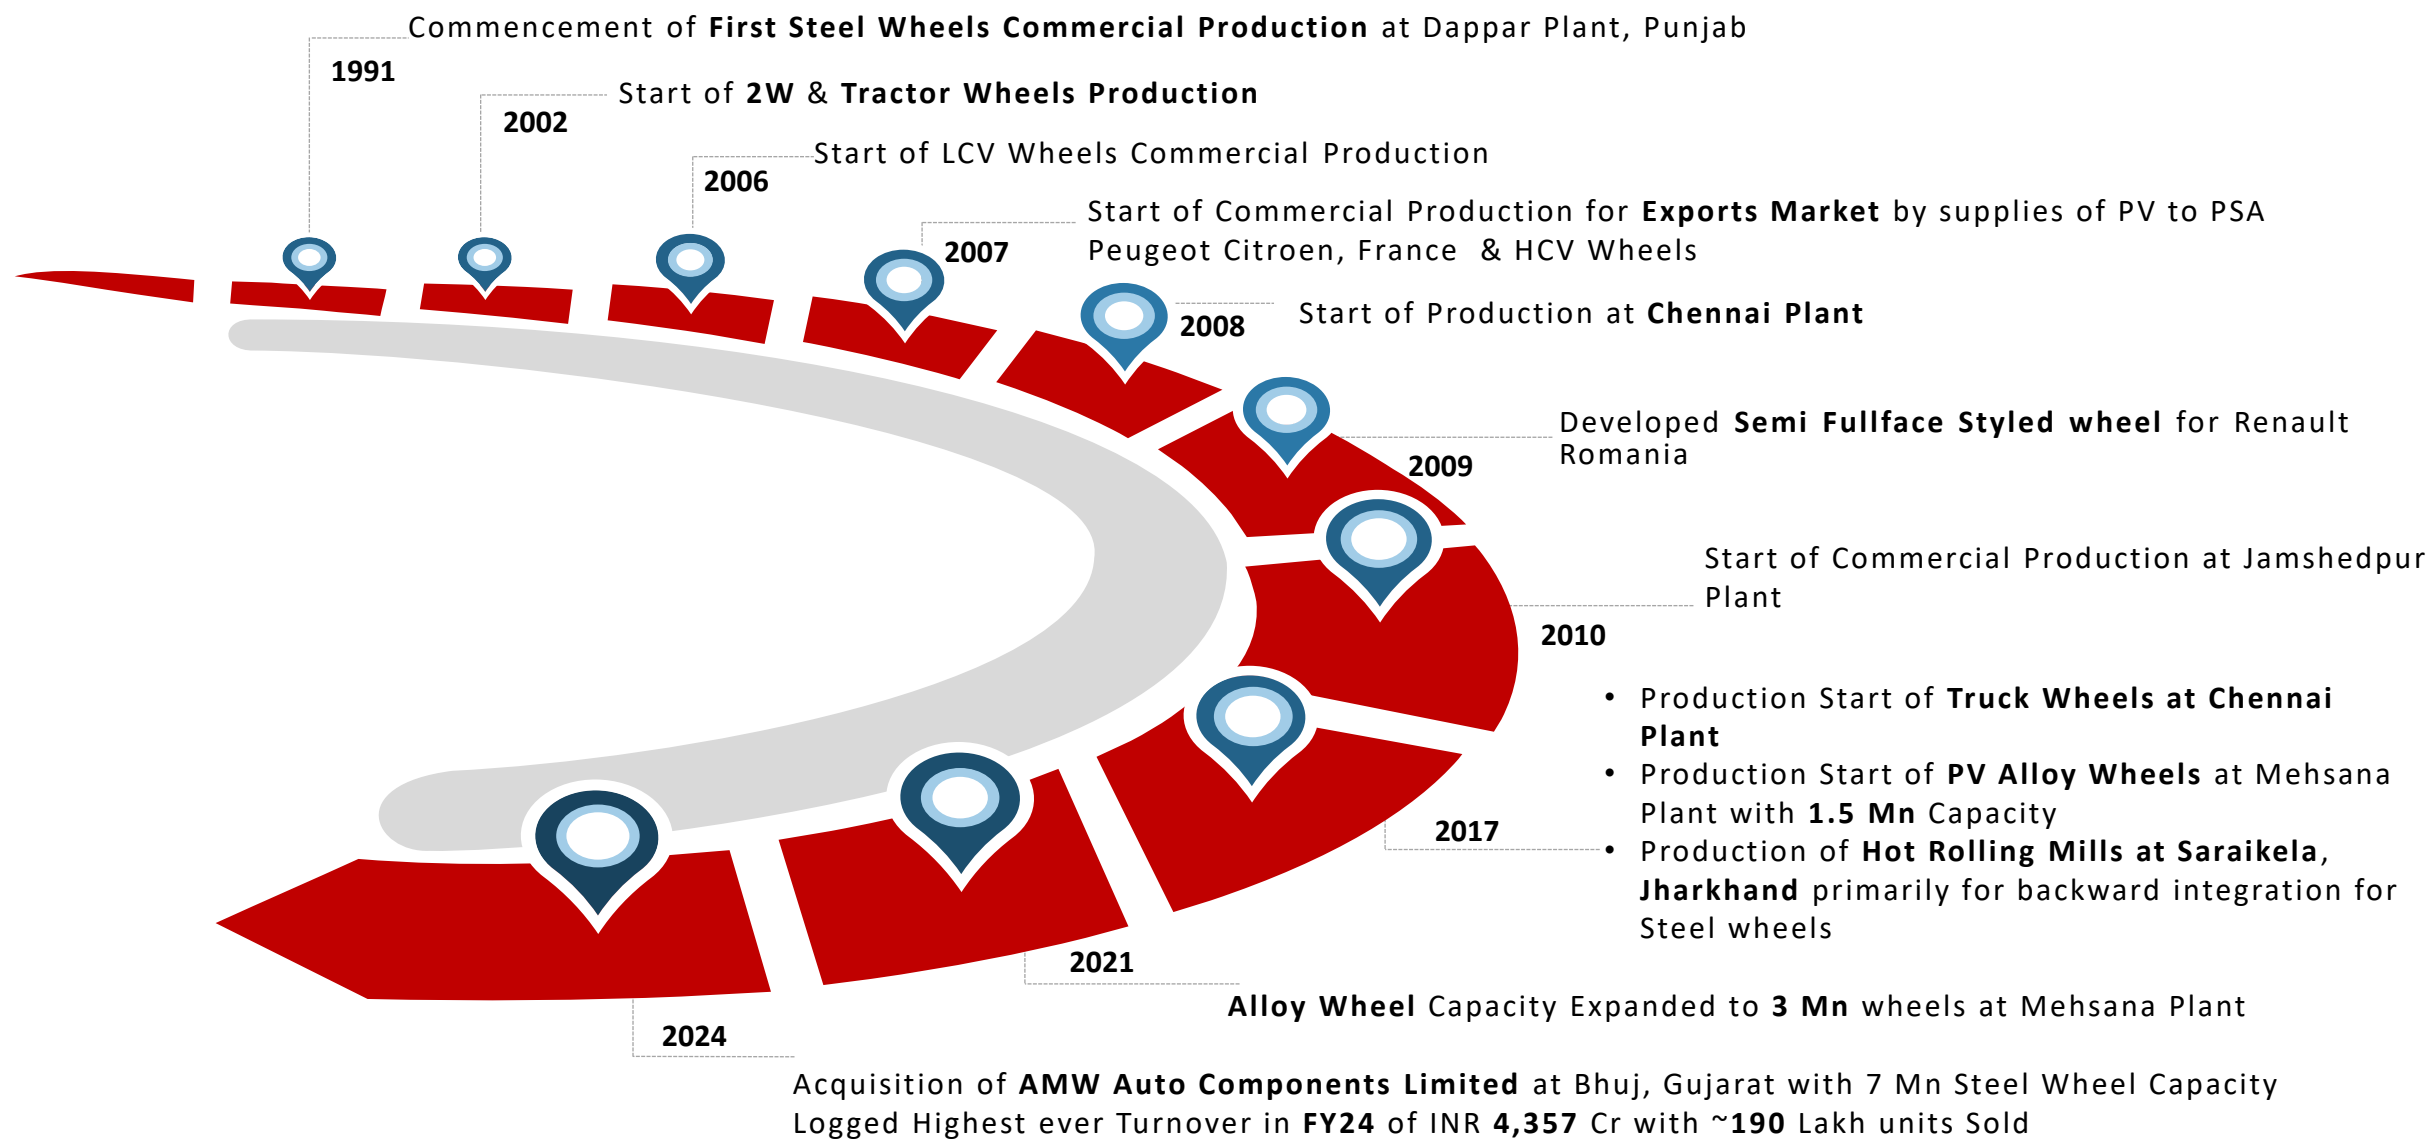 Commencement of First Steel Wheels Commercial Production at Dappar Plant, Punjab
1991
Start of 2W & Tractor Wheels Production
2002
Start of LCV Wheels Commercial Production
2006
Start of Commercial Production for Exports Market by supplies of PV to PSA
Peugeot Citroen, France & HCV Wheels
2007
Start of Production at Chennai Plant
2008
Developed Semi Fullface Styled wheel for Renault
Romania
2009
Start of Commercial Production at Jamshedpur
Plant
2010
• Production Start of Truck Wheels at Chennai
Plant
• Production Start of PV Alloy Wheels at Mehsana
Plant with 1.5 Mn Capacity
• Production of Hot Rolling Mills at Saraikela,
Jharkhand primarily for backward integration for
Steel wheels
2017
2021
Alloy Wheel Capacity Expanded to 3 Mn wheels at Mehsana Plant
2024
Acquisition of AMW Auto Components Limited at Bhuj, Gujarat with 7 Mn Steel Wheel Capacity
Logged Highest ever Turnover in FY24 of INR 4,357 Cr with ~190 Lakh units Sold